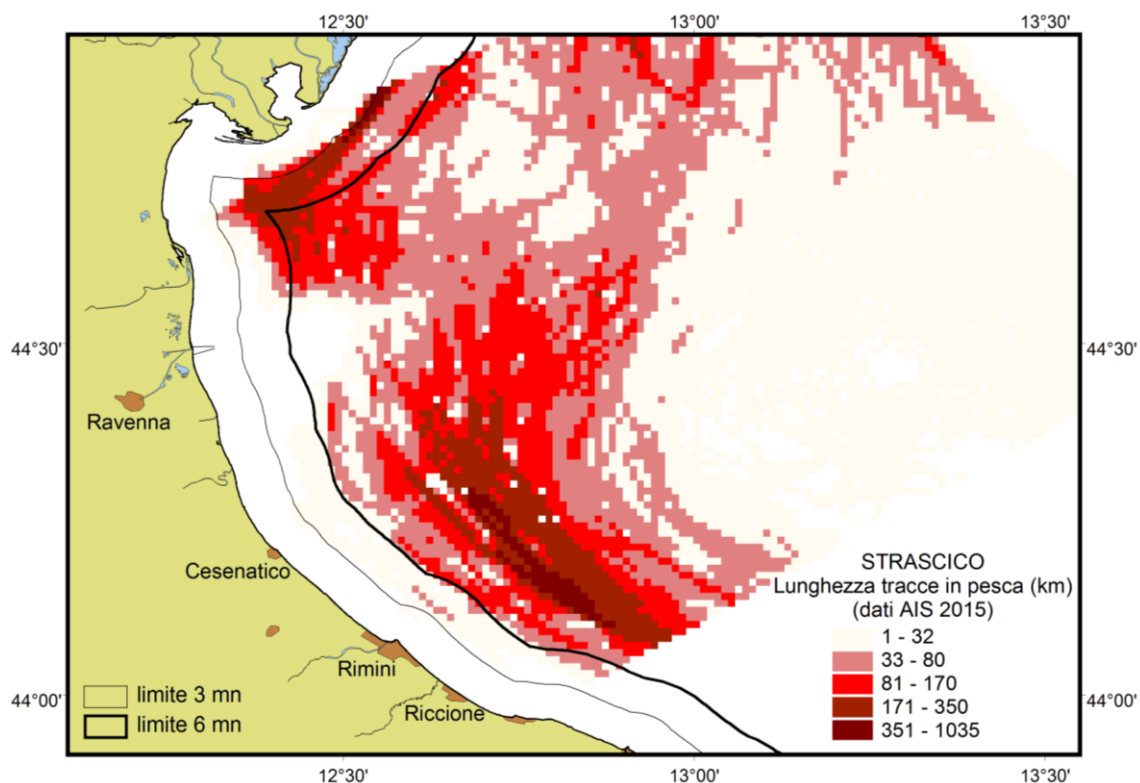 12°30' 13°00' 13°30'
44°30' 44°30'
Ravenna
Cesenatico
Rimini
Riccione
44°00' 44°00'
limite 3 mn
limite 6 mn
STRASCICO
Lunghezza tracce in pesca (km)
(dati AIS 2015)
1 - 32
33 - 80
81 - 170
171 - 350
351 - 1035
12°30' 13°00' 13°30'